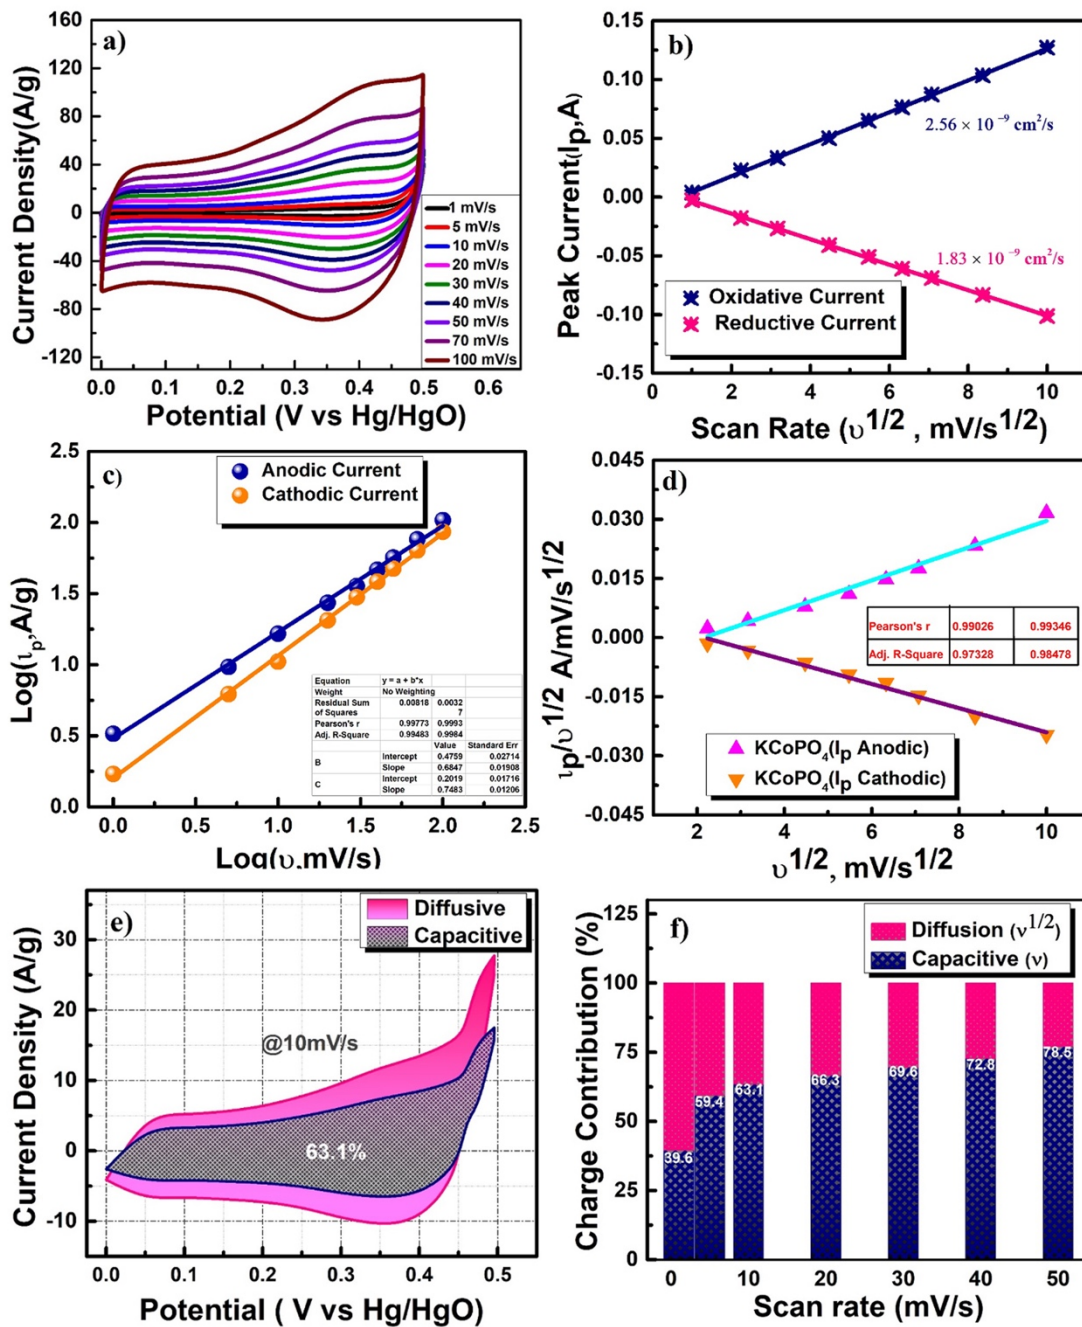 a)
Current Density(A/g)
160
120
80
40
0
-40
-80
-120
0.0 0.1 0.2 0.3 0.4 0.5 0.6
Potential (V vs Hg/HgO)
1 mV/s
5 mV/s
10 mV/s
20 mV/s
30 mV/s
40 mV/s
50 mV/s
70 mV/s
100 mV/s
b)
Peak Current(Ip,A)
0.15
0.10
0.05
0.00
-0.05
-0.10
-0.15
2.56 × 10 −9 cm2/s
1.83 × 10 −9 cm2/s
Oxidative Current
Reductive Current
0 2 4 6 8 10
Scan Rate (υ1/2 , mV/s1/2)
c)
Anodic Current
Cathodic Current
Log(ιp,A/g)
2.5
2.0
1.5
1.0
0.5
0.0
Equation y = a + b*x
Weight No Weighting
Residual Sum of Squares 0.00818 0.00327
Pearson's r 0.99773 0.9993
Adj. R-Square 0.99483 0.9984
Value Standard Err
B Intercept 0.4759 0.02714
Slope 0.6847 0.01908
C Intercept 0.2019 0.01716
Slope 0.7483 0.01206
0.0 0.5 1.0 1.5 2.0 2.5
Log(υ,mV/s)
d)
ιp/υ1/2 A/mV/s1/2
0.045
0.030
0.015
0.000
-0.015
-0.030
-0.045
Pearson's r 0.99026 0.99346
Adj. R-Square 0.97328 0.98478
KCoPO4(Ip Anodic)
KCoPO4(Ip Cathodic)
2 4 6 8 10
υ1/2, mV/s1/2
e)
Diffusive
Capacitive
Current Density (A/g)
30
20
10
0
-10
@10mV/s
63.1%
0.0 0.1 0.2 0.3 0.4 0.5
Potential ( V vs Hg/HgO)
f)
Diffusion (ν1/2)
Capacitive (ν)
Charge Contribution (%)
125
100
75
50
25
0
39.6
59.4
63.1
66.3
69.6
72.8
78.5
0 10 20 30 40 50
Scan rate (mV/s)